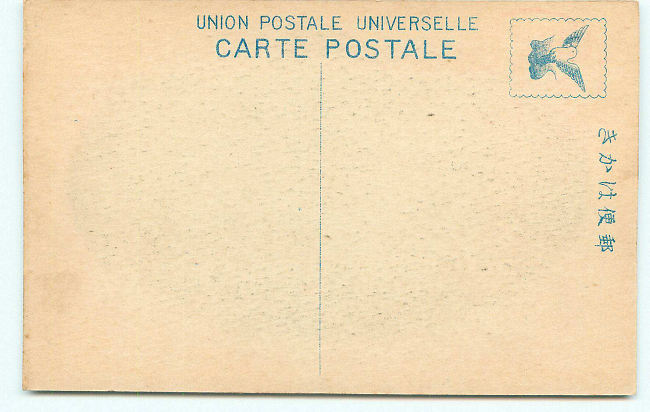 UNION POSTALE UNIVERSELLE
CARTE POSTALE
郵便はかき